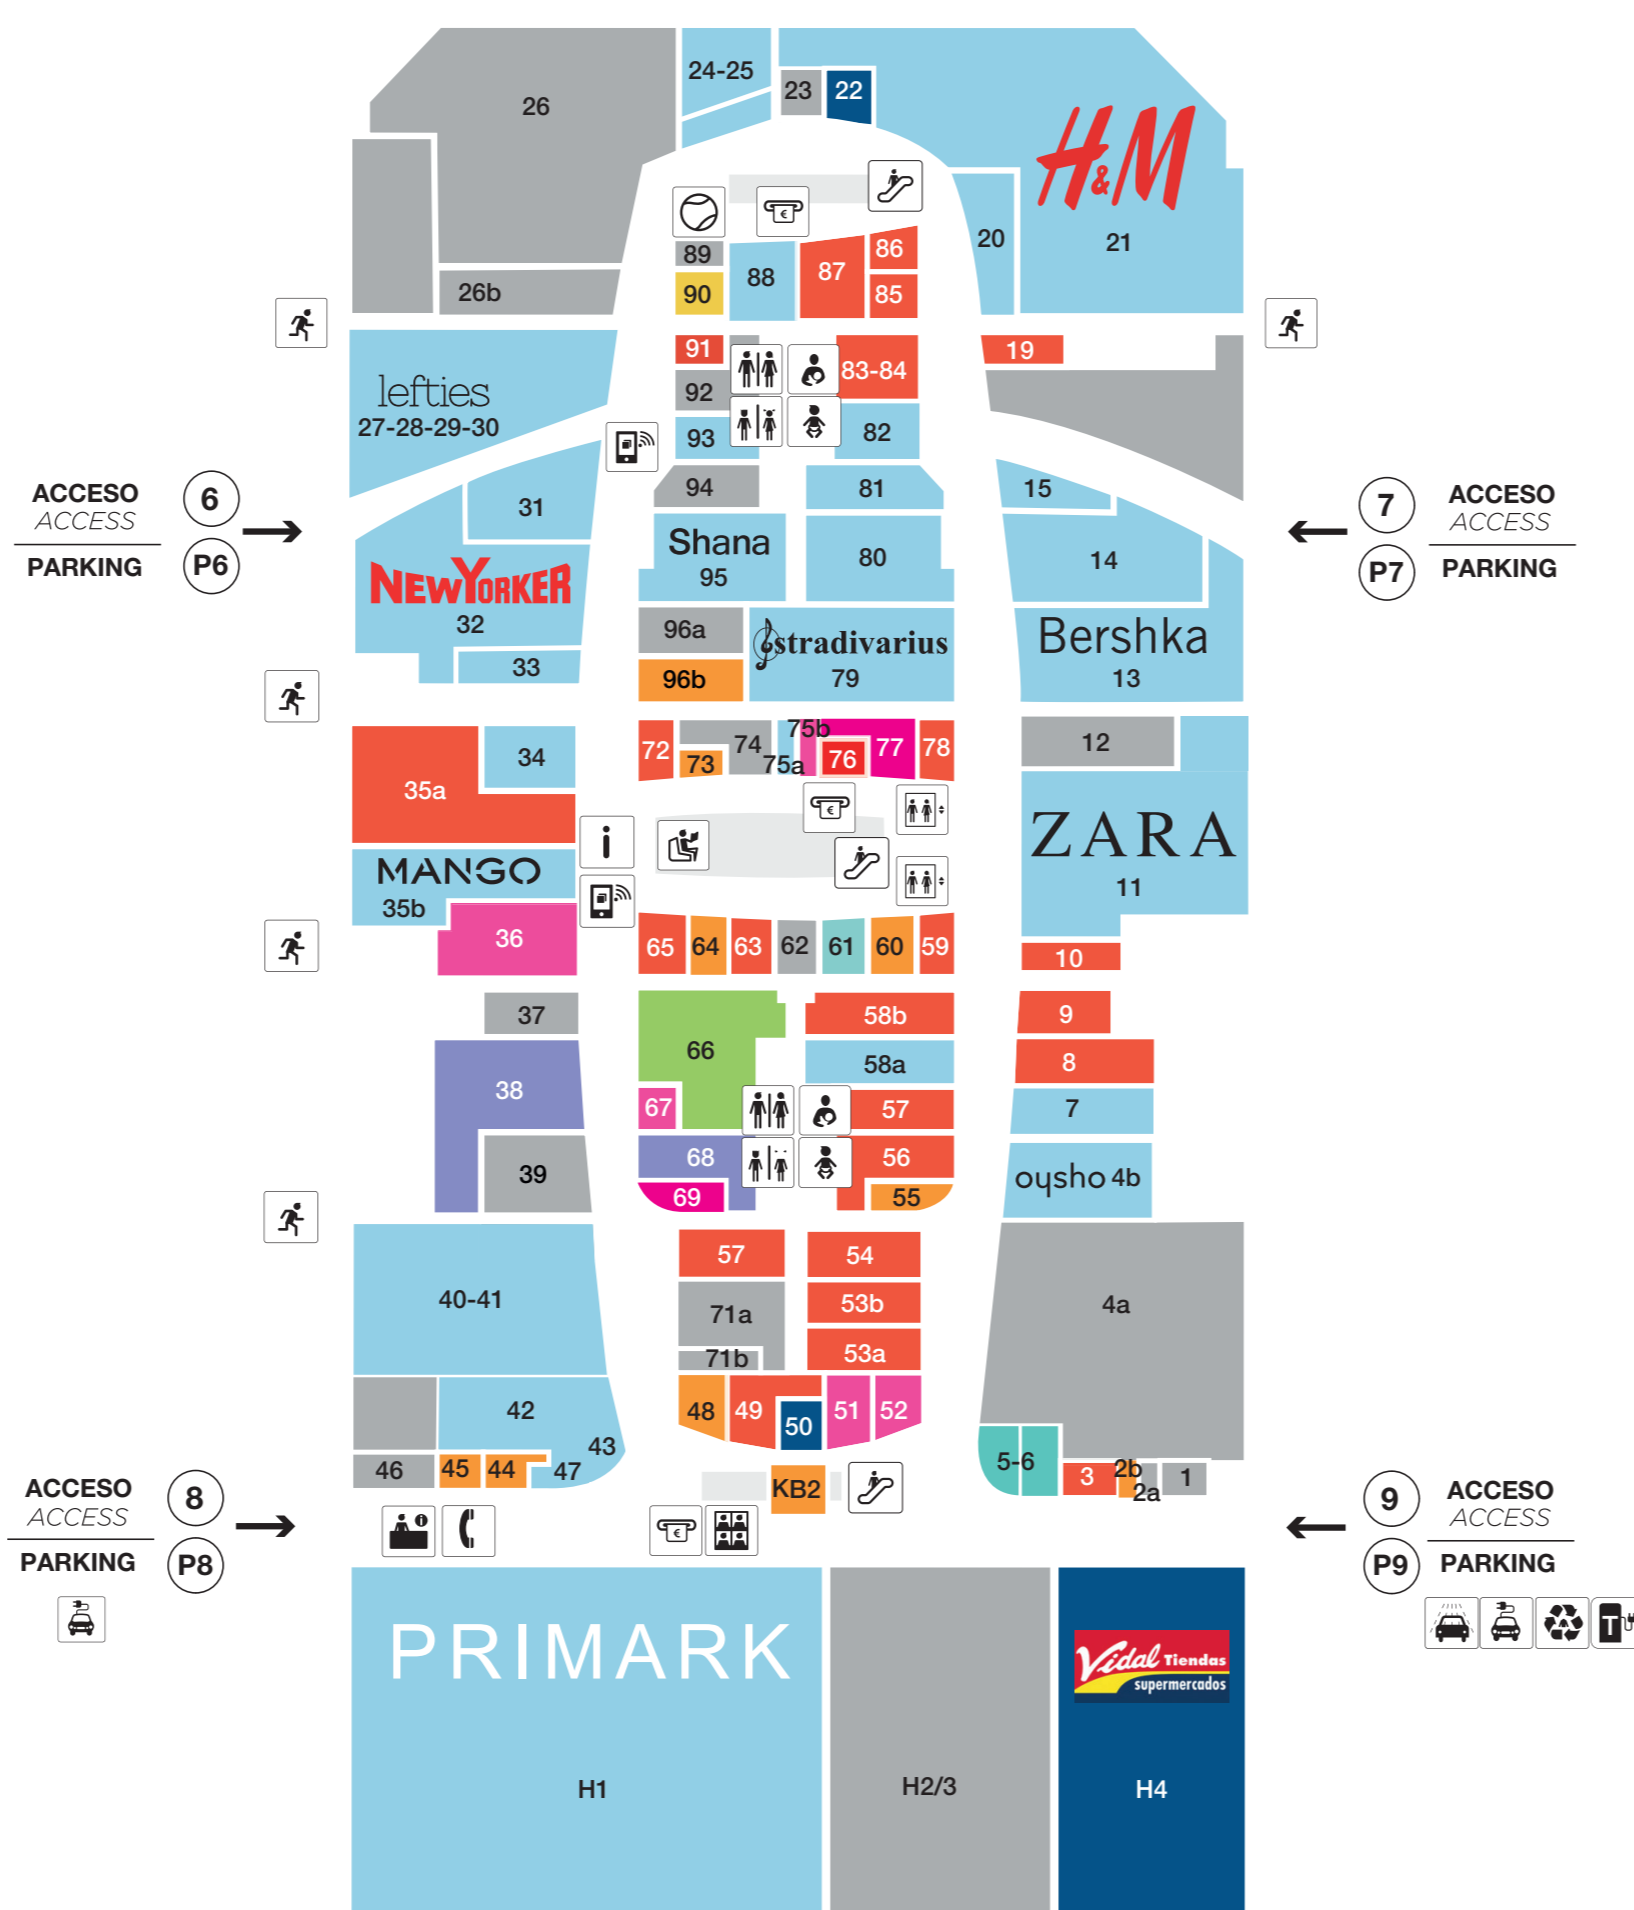 24-25
23
22
26
H&M
20
21
89
88
87
86
26b
90
85
91
83-84
19
lefties
92
27-28-29-30
93
82
94
81
15
ACCESO
ACCESS
6
31
7
ACCESO
ACCESS
Shana
80
14
PARKING
P6
NEWYORKER
95
P7
PARKING
32
96a
stradivarius
Bershka
33
96b
79
13
72
74
73
75a
75b
76
77
78
12
34
35a
ZARA
MANGO
11
35b
36
65
64
63
62
61
60
59
10
37
58b
9
66
58a
8
38
67
57
7
39
68
56
oysho 4b
69
55
57
54
40-41
71a
53b
4a
71b
53a
42
48
49
50
51
52
43
5-6
46
45
44
47
3
2b
2a
1
KB2
ACCESO
ACCESS
8
9
ACCESO
ACCESS
PARKING
P8
P9
PARKING
i
€
€
€
T
PRIMARK
Vidal Tiendas
supermercados
H1
H2/3
H4